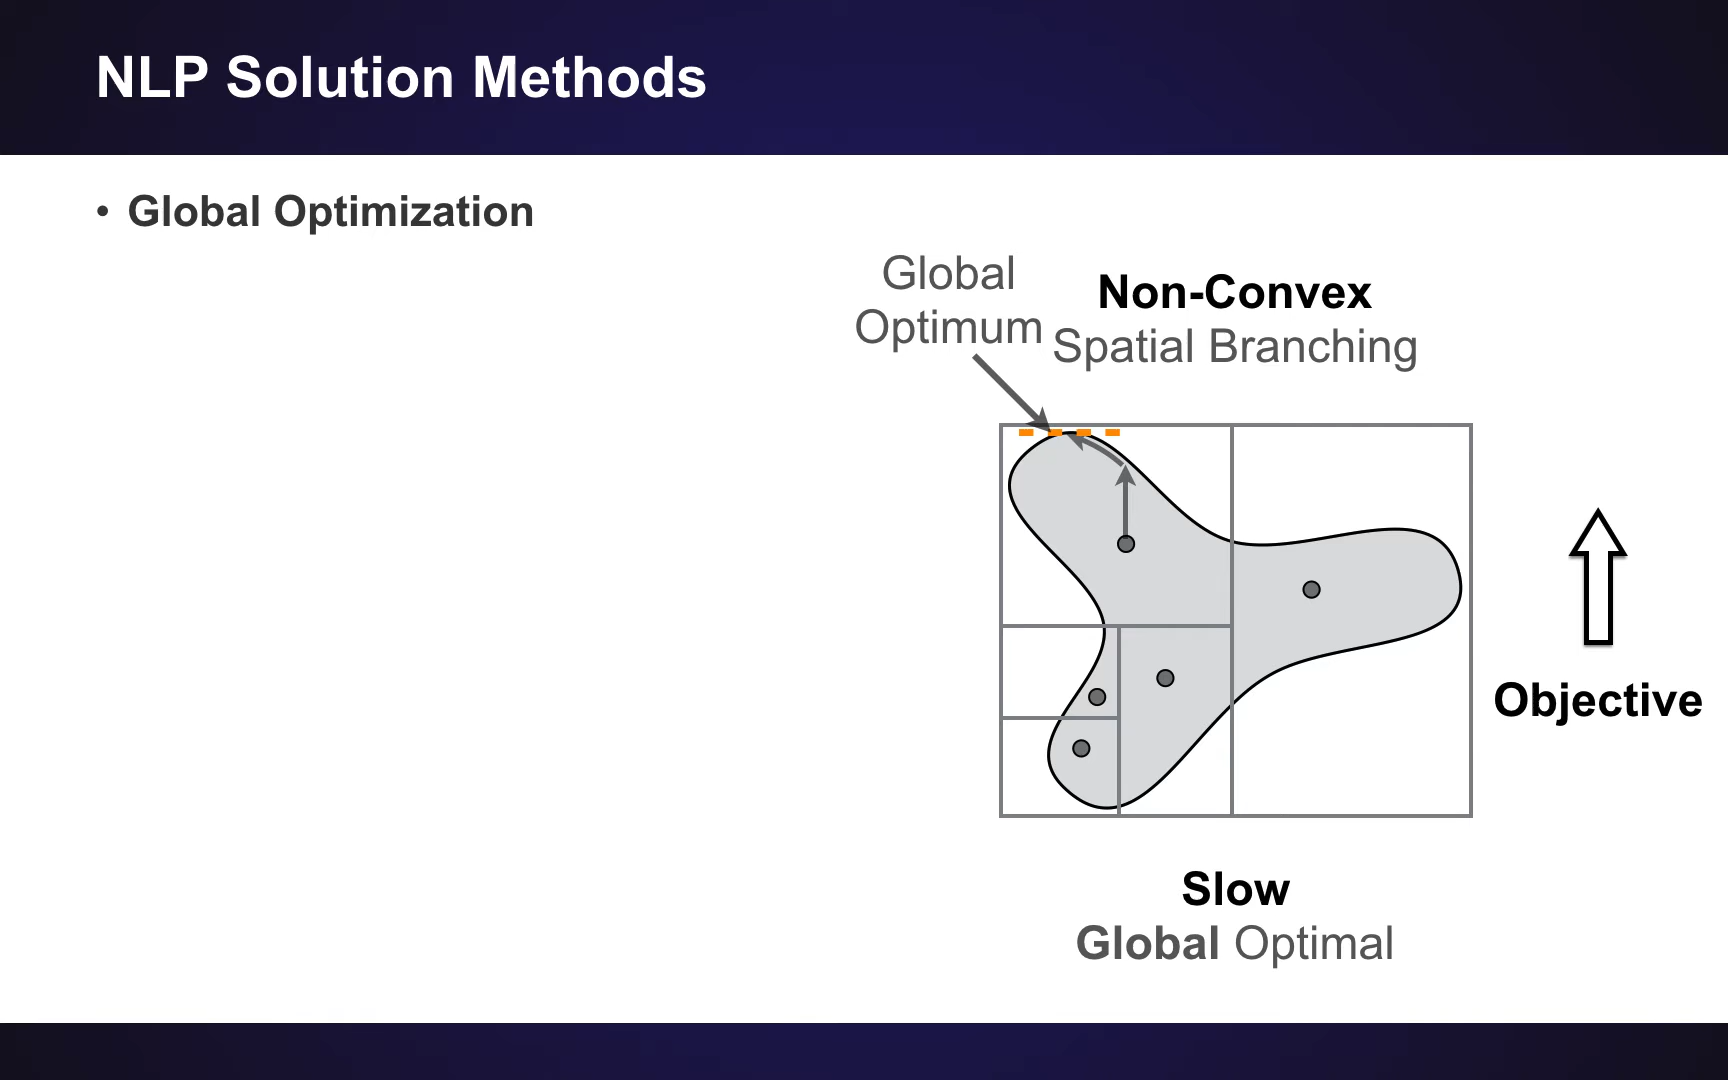 NLP Solution Methods
• Global Optimization
Global
Optimum
Non-Convex
Spatial Branching
Objective
Slow
Global Optimal